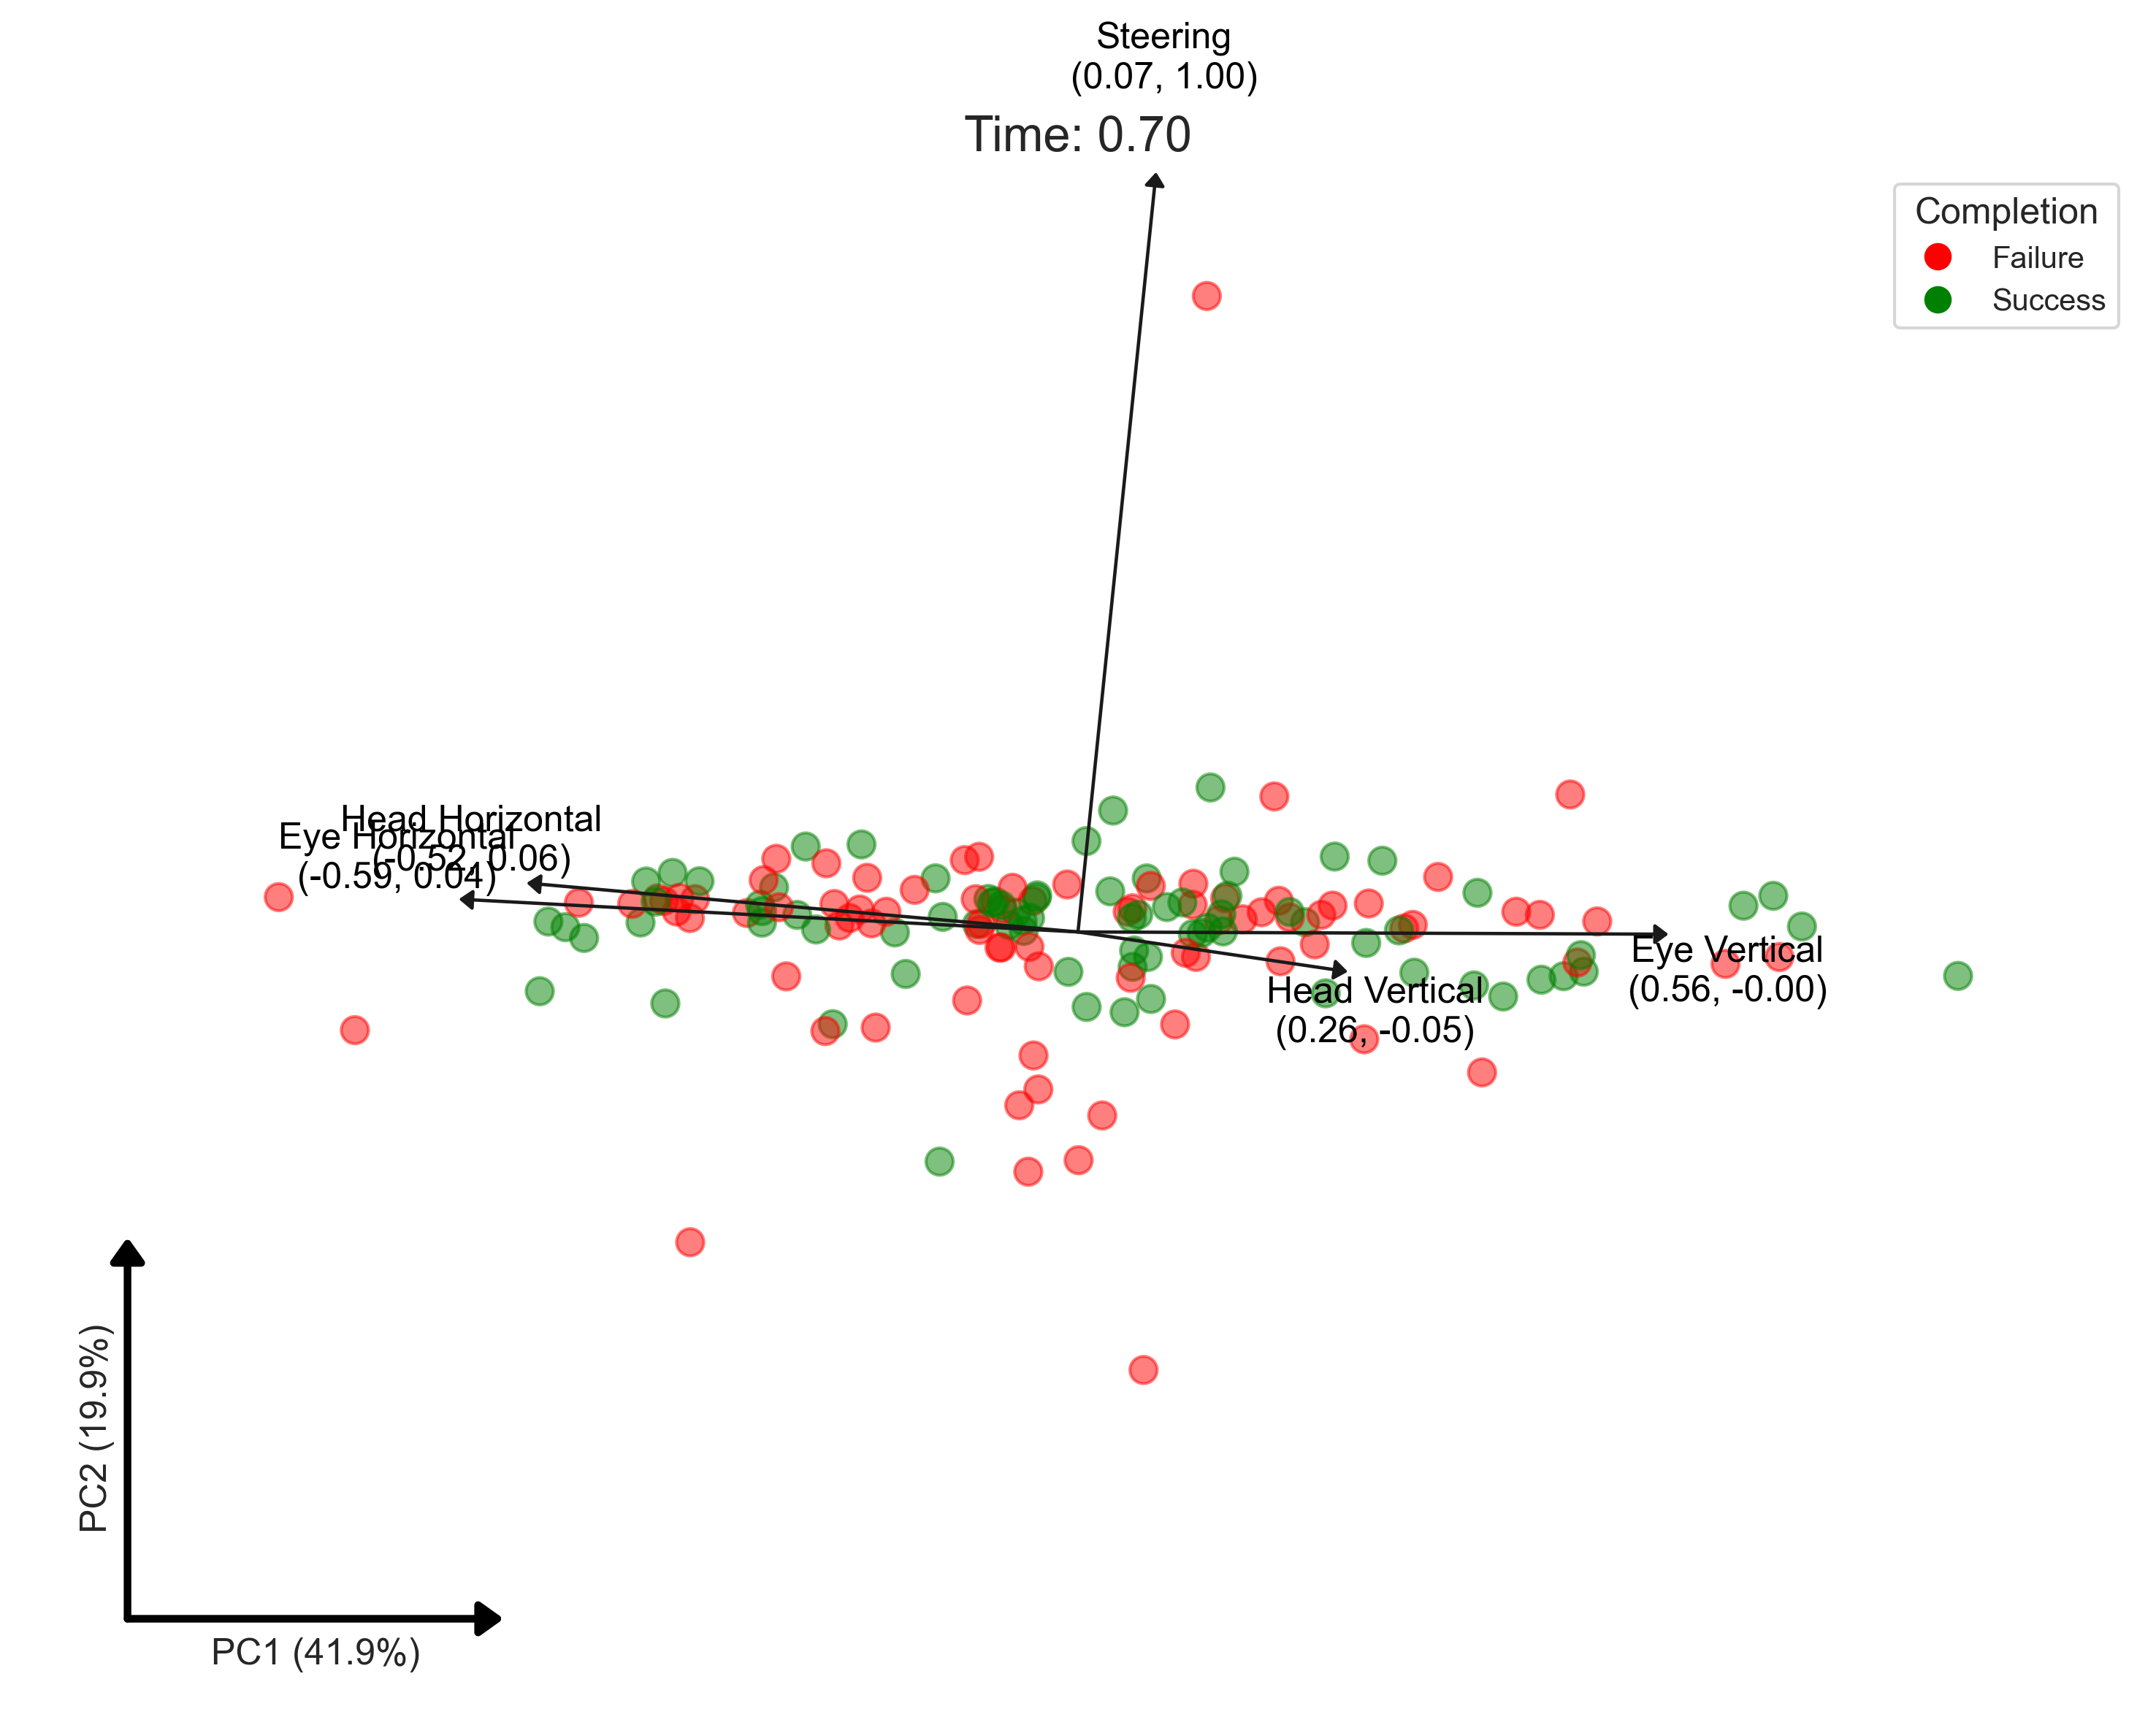 Steering
(0.07, 1.00)
Time: 0.70
Completion
Failure
Success
Head Horizontal
(-0.52, 0.06)
Eye Horizontal
(-0.59, 0.04)
Eye Vertical
(0.56, -0.00)
Head Vertical
(0.26, -0.05)
PC2 (19.9%)
PC1 (41.9%)